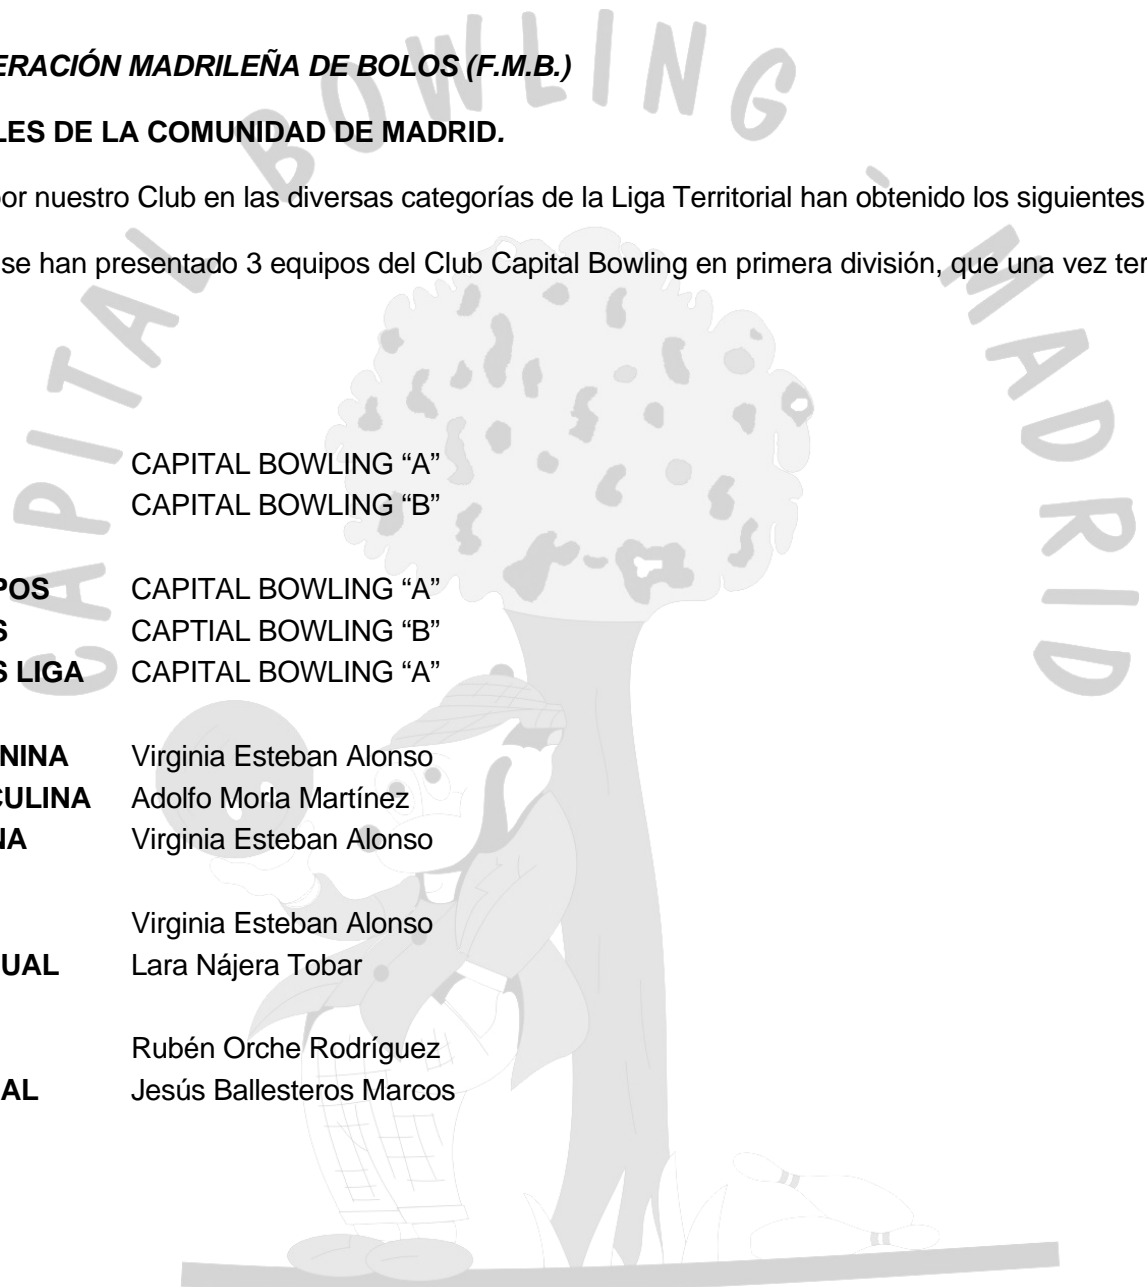 ERACIÓN MADRILEÑA DE BOLOS (F.M.B.)
LES DE LA COMUNIDAD DE MADRID.
por nuestro Club en las diversas categorías de la Liga Territorial han obtenido los siguientes
se han presentado 3 equipos del Club Capital Bowling en primera división, que una vez ter
CAPITAL BOWLING - MADRID
CAPITAL BOWLING “A”
CAPITAL BOWLING “B”
POS CAPITAL BOWLING “A”
S CAPTIAL BOWLING “B”
S LIGA CAPITAL BOWLING “A”
NINA Virginia Esteban Alonso
CULINA Adolfo Morla Martínez
NA Virginia Esteban Alonso
Virginia Esteban Alonso
UAL Lara Nájera Tobar
Rubén Orche Rodríguez
AL Jesús Ballesteros Marcos